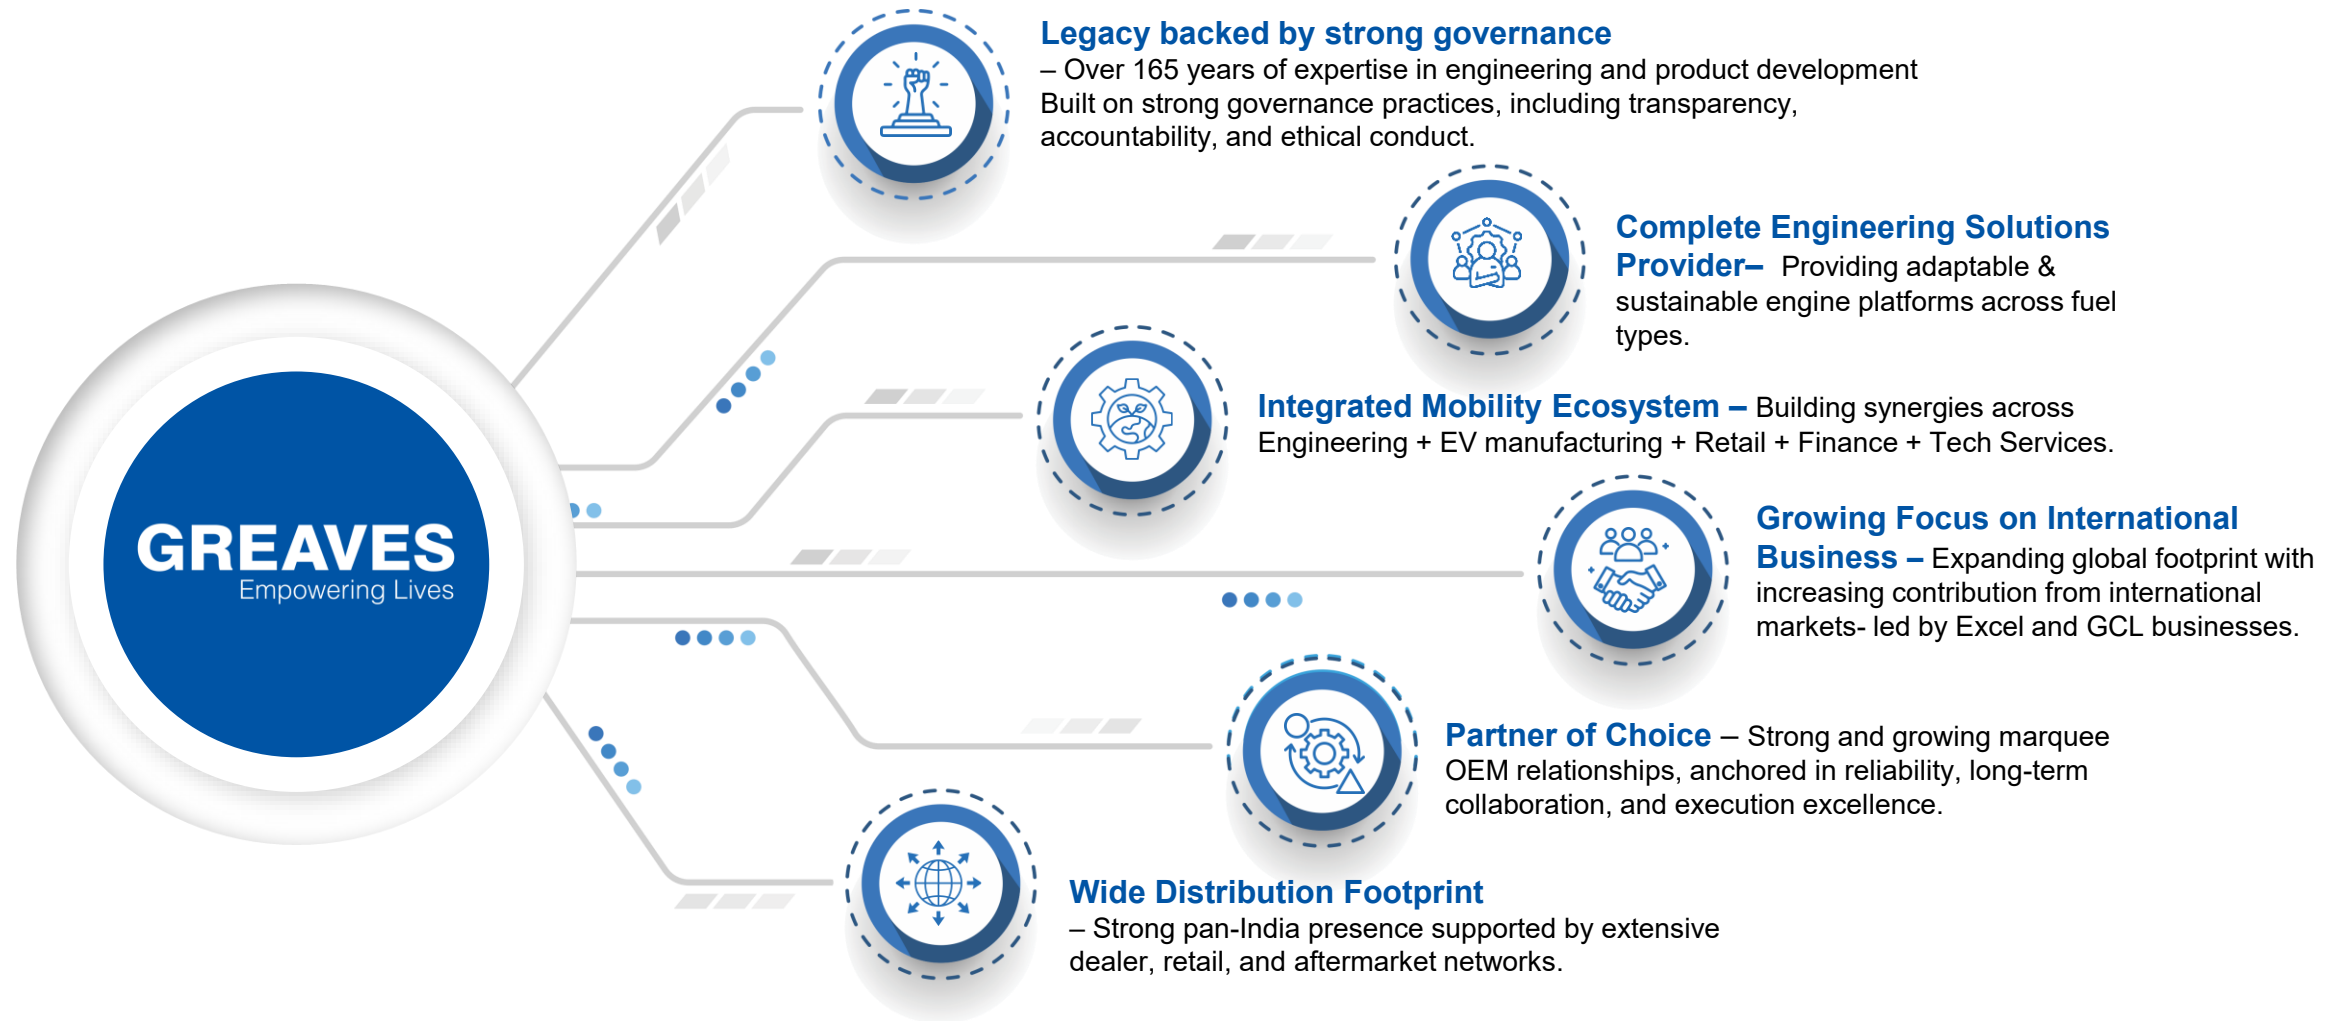 Legacy backed by strong governance
– Over 165 years of expertise in engineering and product development
Built on strong governance practices, including transparency,
accountability, and ethical conduct.
Complete Engineering Solutions
Provider– Providing adaptable &
sustainable engine platforms across fuel
types.
Integrated Mobility Ecosystem – Building synergies across
Engineering + EV manufacturing + Retail + Finance + Tech Services.
GREAVES
Empowering Lives
Growing Focus on International
Business – Expanding global footprint with
increasing contribution from international
markets- led by Excel and GCL businesses.
Partner of Choice – Strong and growing marquee
OEM relationships, anchored in reliability, long-term
collaboration, and execution excellence.
Wide Distribution Footprint
– Strong pan-India presence supported by extensive
dealer, retail, and aftermarket networks.